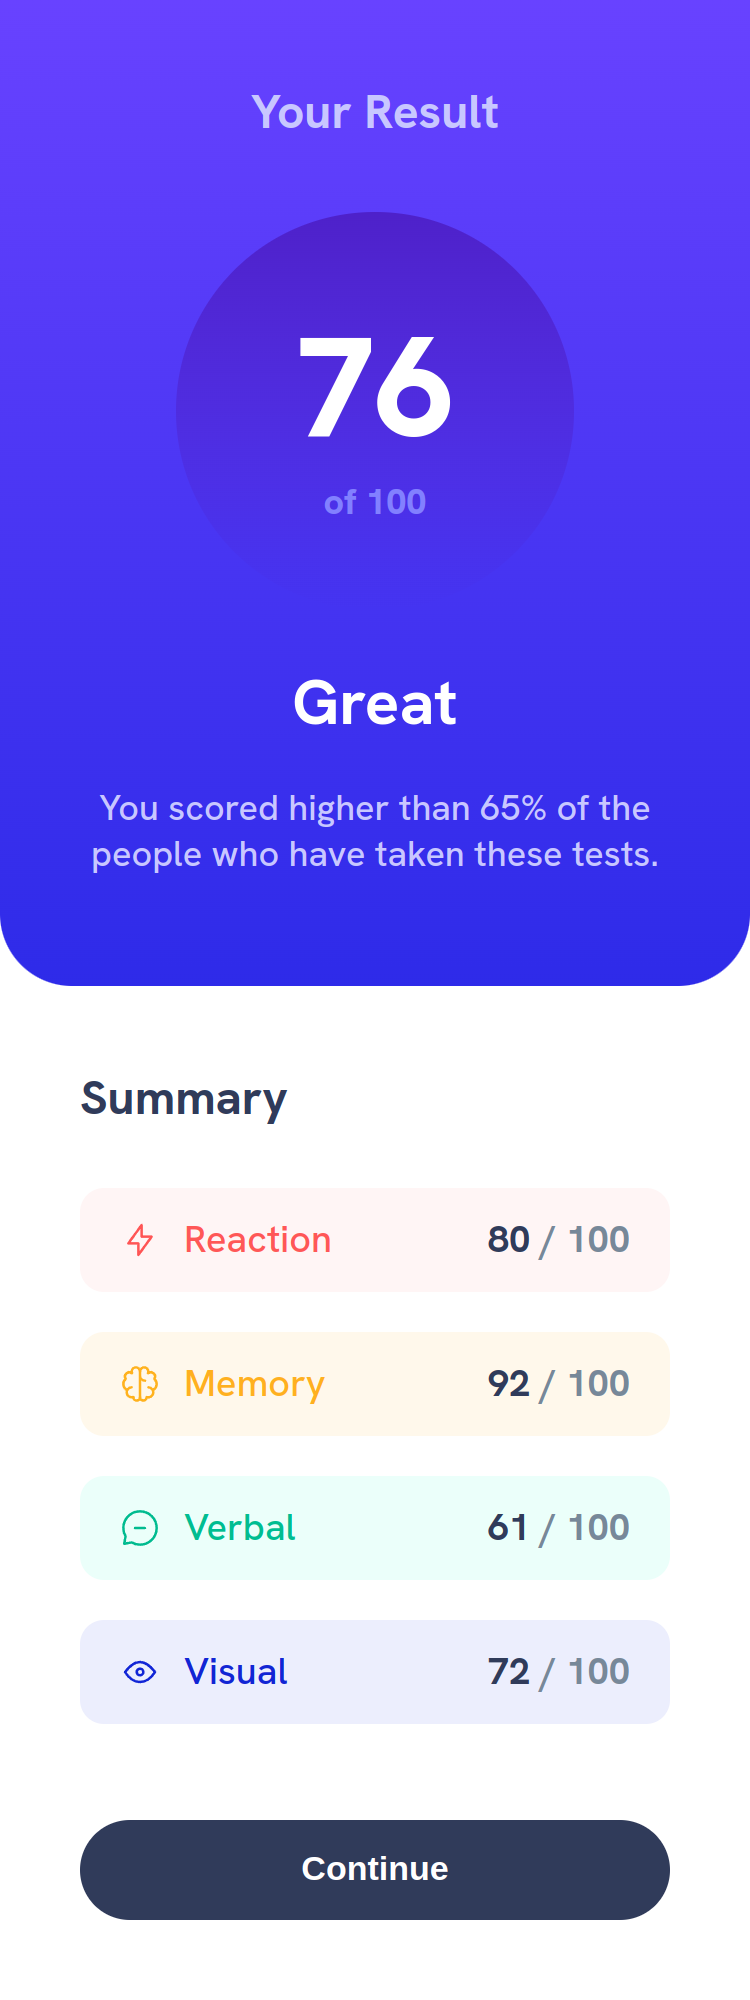 Your Result
76
of 100
Great
You scored higher than 65% of the
people who have taken these tests.
Summary
Reaction 80 / 100
Memory 92 / 100
Verbal 61 / 100
Visual 72 / 100
Continue